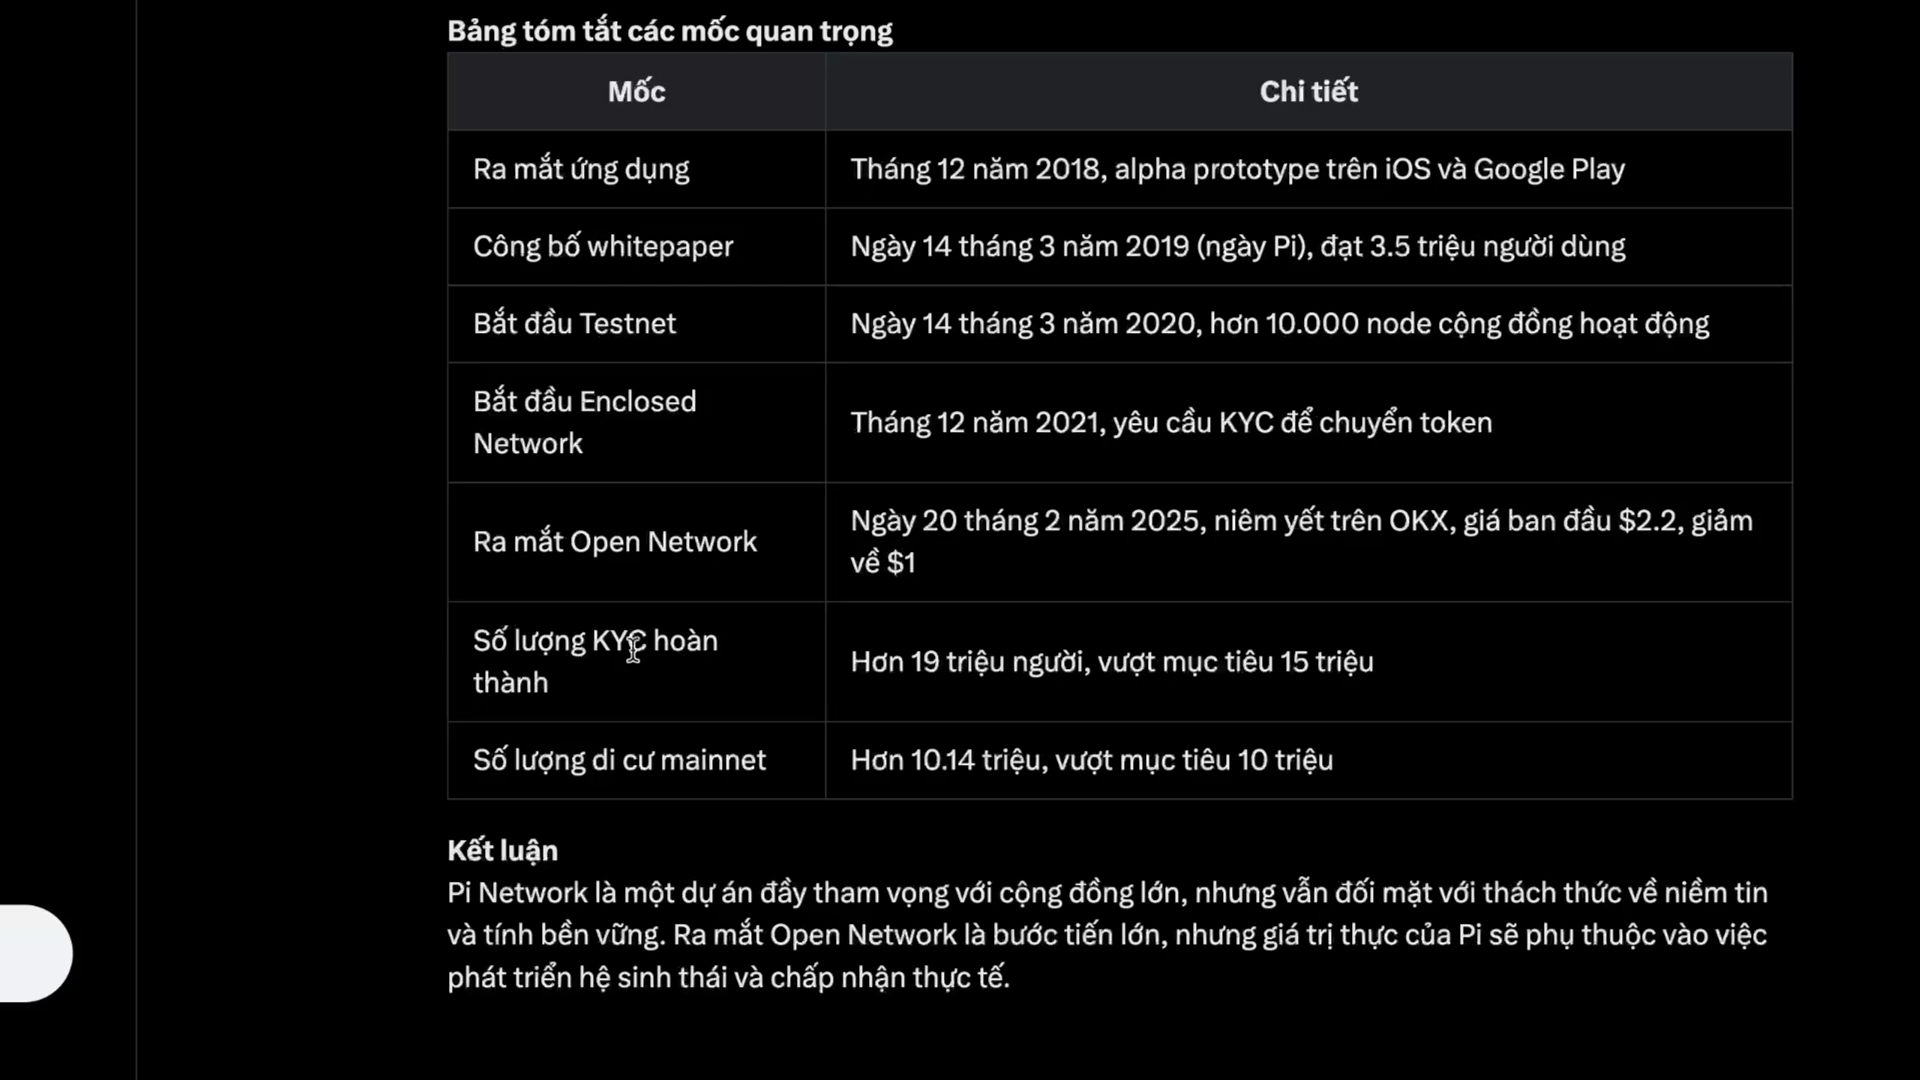 Bảng tóm tắt các mốc quan trọng
Mốc
Chi tiết
Ra mắt ứng dụng
Tháng 12 năm 2018, alpha prototype trên iOS và Google Play
Công bố whitepaper
Ngày 14 tháng 3 năm 2019 (ngày Pi), đạt 3.5 triệu người dùng
Bắt đầu Testnet
Ngày 14 tháng 3 năm 2020, hơn 10.000 node cộng đồng hoạt động
Bắt đầu Enclosed
Network
Tháng 12 năm 2021, yêu cầu KYC để chuyển token
Ra mắt Open Network
Ngày 20 tháng 2 năm 2025, niêm yết trên OKX, giá ban đầu $2.2, giảm
về $1
Số lượng KYC hoàn
thành
Hơn 19 triệu người, vượt mục tiêu 15 triệu
Số lượng di cư mainnet
Hơn 10.14 triệu, vượt mục tiêu 10 triệu
Kết luận
Pi Network là một dự án đầy tham vọng với cộng đồng lớn, nhưng vẫn đối mặt với thách thức về niềm tin
và tính bền vững. Ra mắt Open Network là bước tiến lớn, nhưng giá trị thực của Pi sẽ phụ thuộc vào việc
phát triển hệ sinh thái và chấp nhận thực tế.